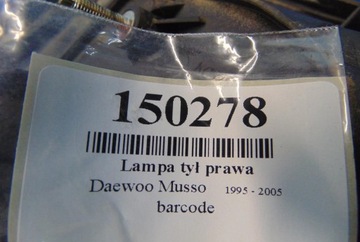 150278
Lampa tył prawa
Daewoo Musso 1995 - 2005
barcode